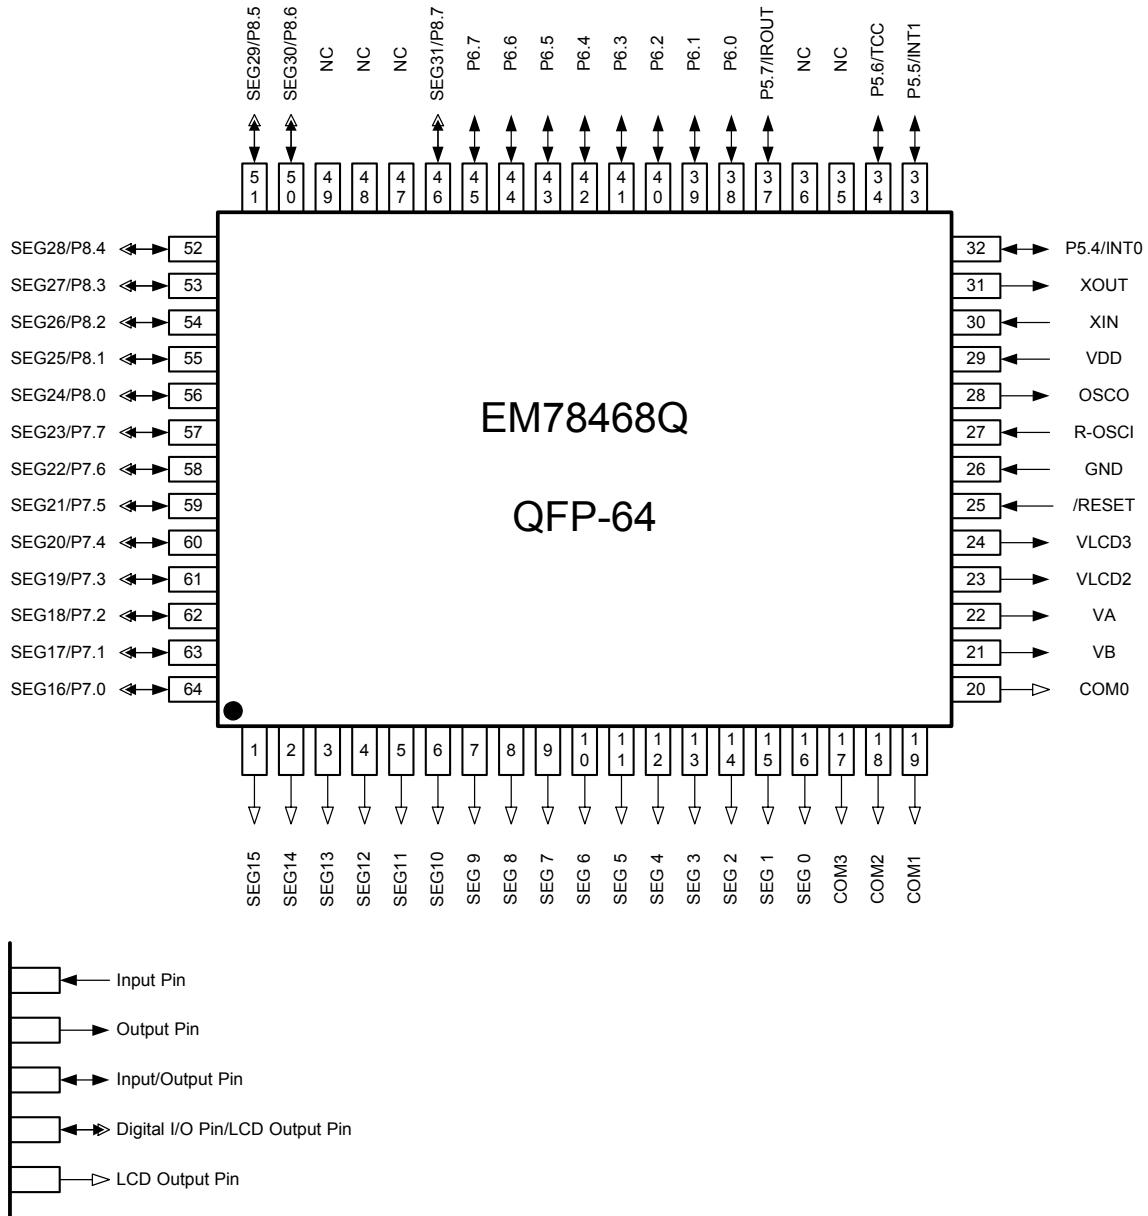 SEG29/P8.5
SEG30/P8.6
NC
NC
NC
SEG31/P8.7
P6.7
P6.6
P6.5
P6.4
P6.3
P6.2
P6.1
P6.0
P5.7/IROUT
NC
NC
P5.6/TCC
P5.5/INT1
51
50
49
48
47
46
45
44
43
42
41
40
39
38
37
36
35
34
33
SEG28/P8.4 52
SEG27/P8.3 53
SEG26/P8.2 54
SEG25/P8.1 55
SEG24/P8.0 56
SEG23/P7.7 57
SEG22/P7.6 58
SEG21/P7.5 59
SEG20/P7.4 60
SEG19/P7.3 61
SEG18/P7.2 62
SEG17/P7.1 63
SEG16/P7.0 64
EM78468Q
QFP-64
32 P5.4/INT0
31 XOUT
30 XIN
29 VDD
28 OSCO
27 R-OSCI
26 GND
25 /RESET
24 VLCD3
23 VLCD2
22 VA
21 VB
20 COM0
1
2
3
4
5
6
7
8
9
10
11
12
13
14
15
16
17
18
19
SEG15
SEG14
SEG13
SEG12
SEG11
SEG10
SEG 9
SEG 8
SEG 7
SEG 6
SEG 5
SEG 4
SEG 3
SEG 2
SEG 1
SEG 0
COM3
COM2
COM1
Input Pin
Output Pin
Input/Output Pin
Digital I/O Pin/LCD Output Pin
LCD Output Pin